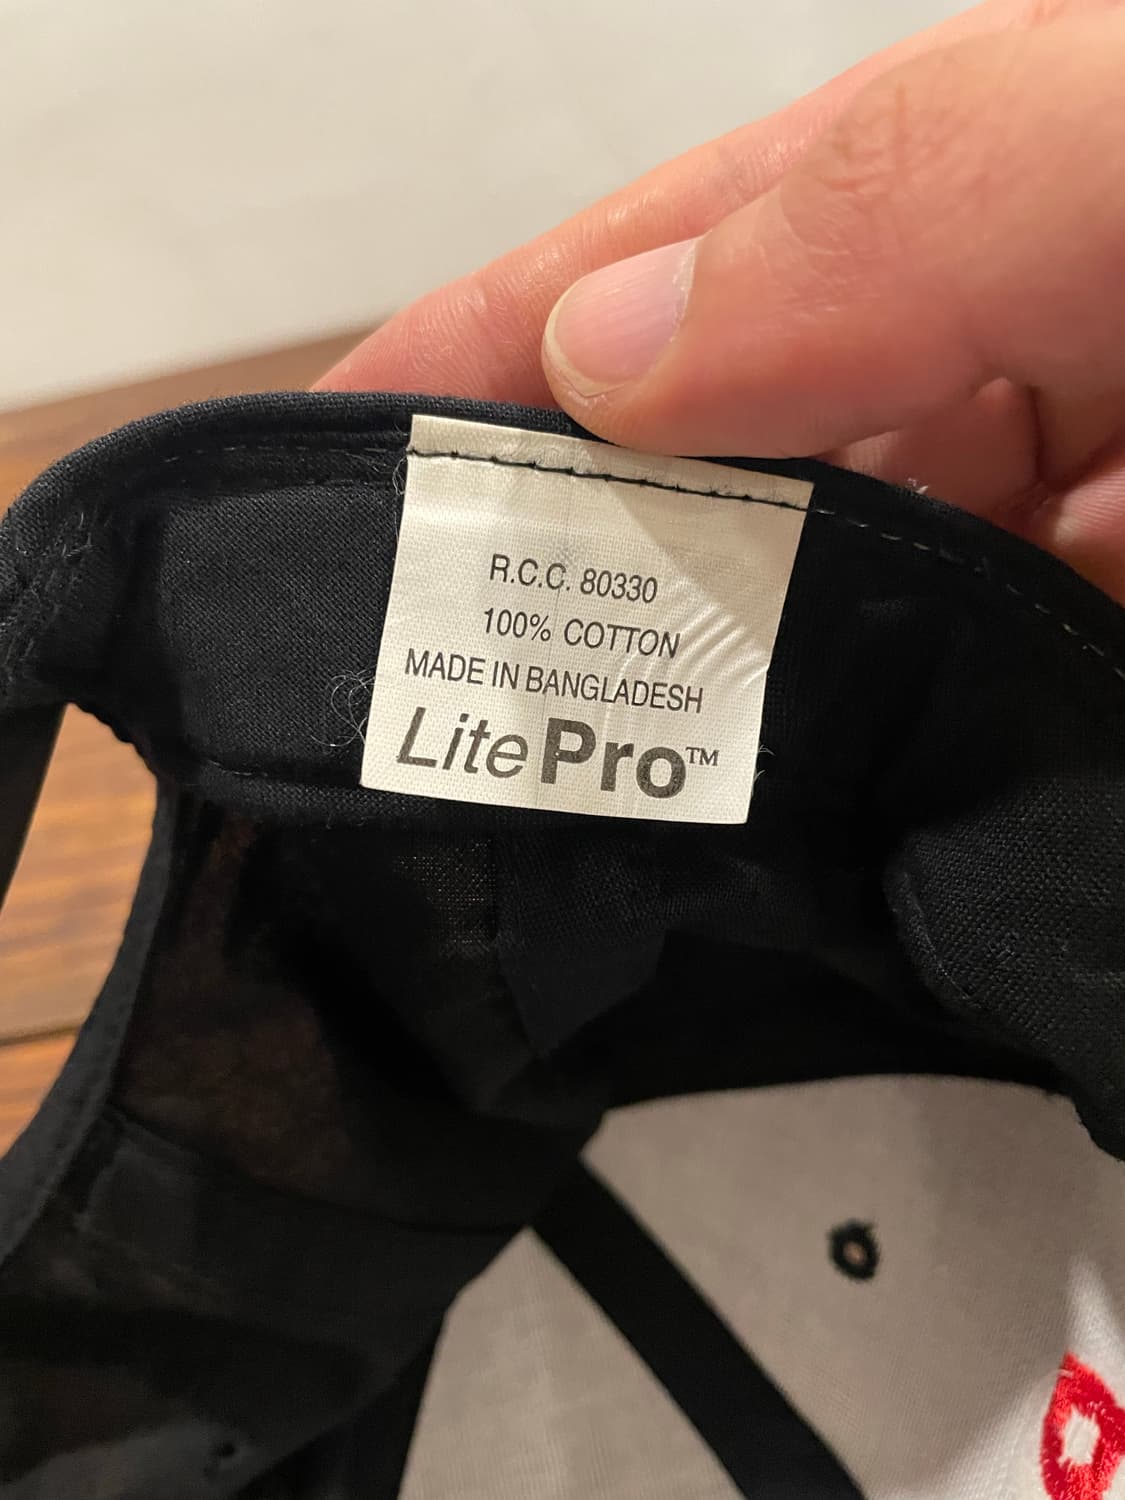 R.C.C. 80330
100% COTTON
MADE IN BANGLADESH
LitePro™